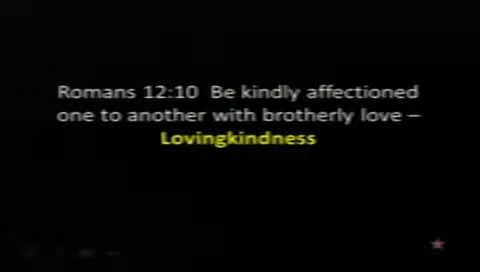 Romans 12:10  Be kindly affectioned
one to another with brotherly love –
Lovingkindness